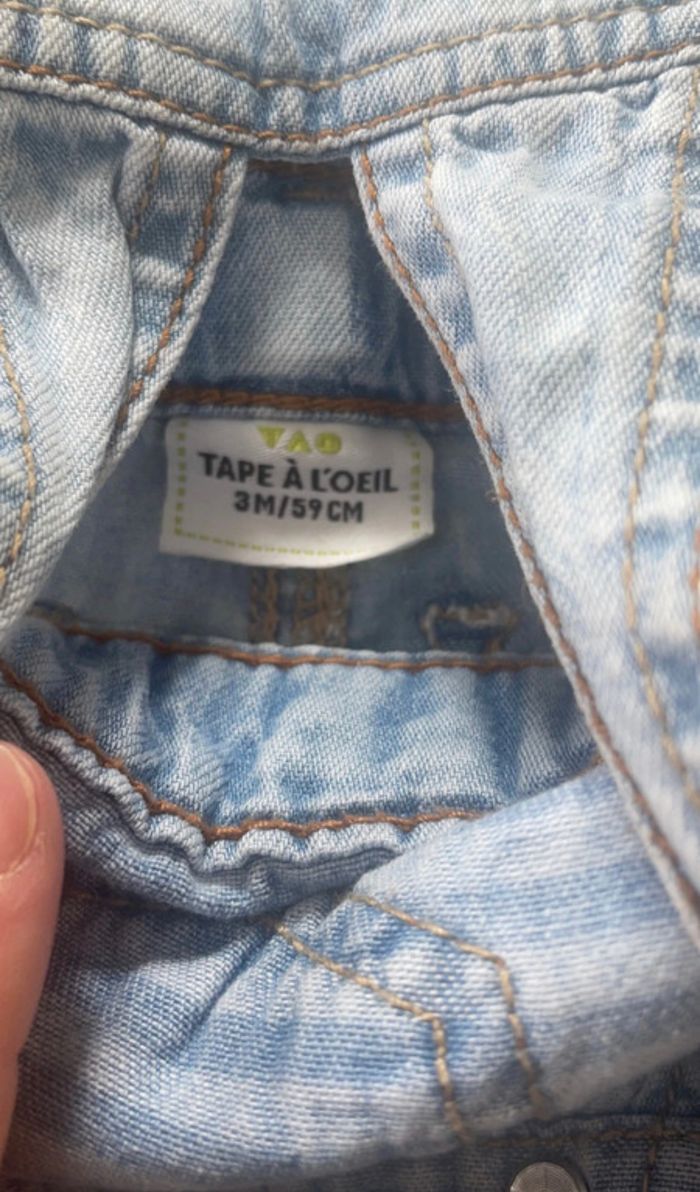 TAO
TAPE À L'OEIL
3M/59CM